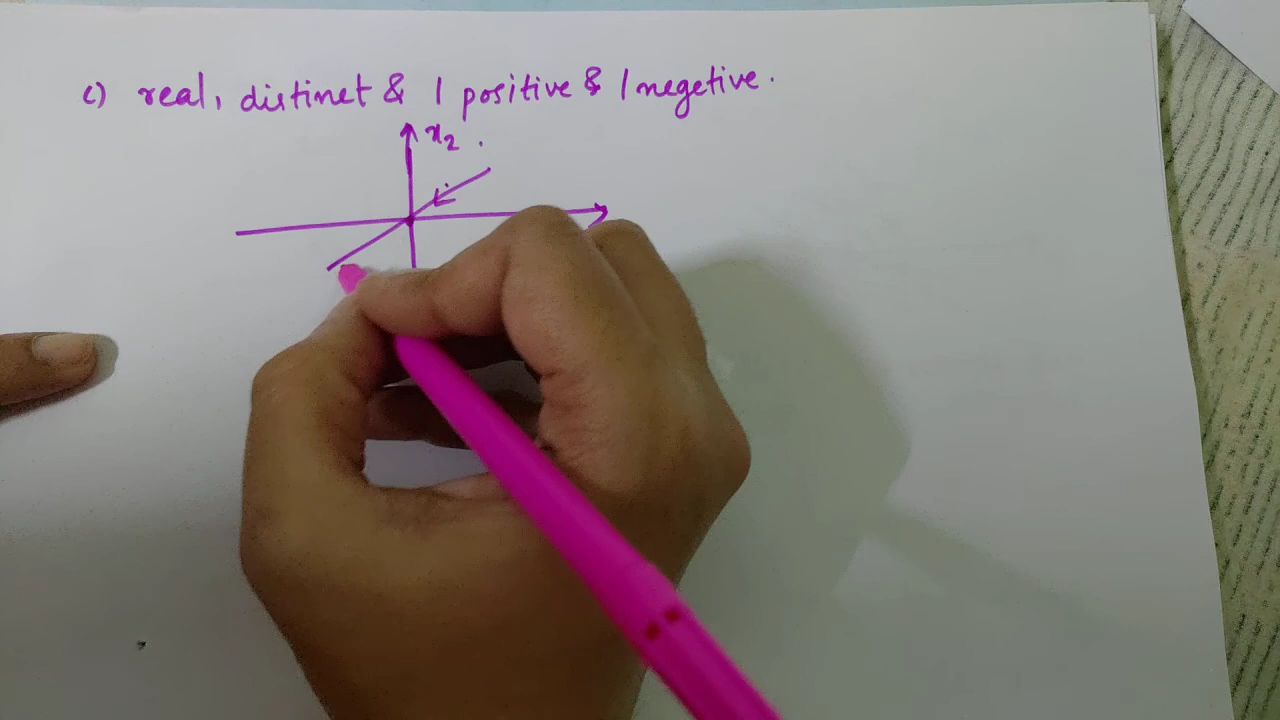 c) real, distinct & 1 positive & 1 negetive.
x2